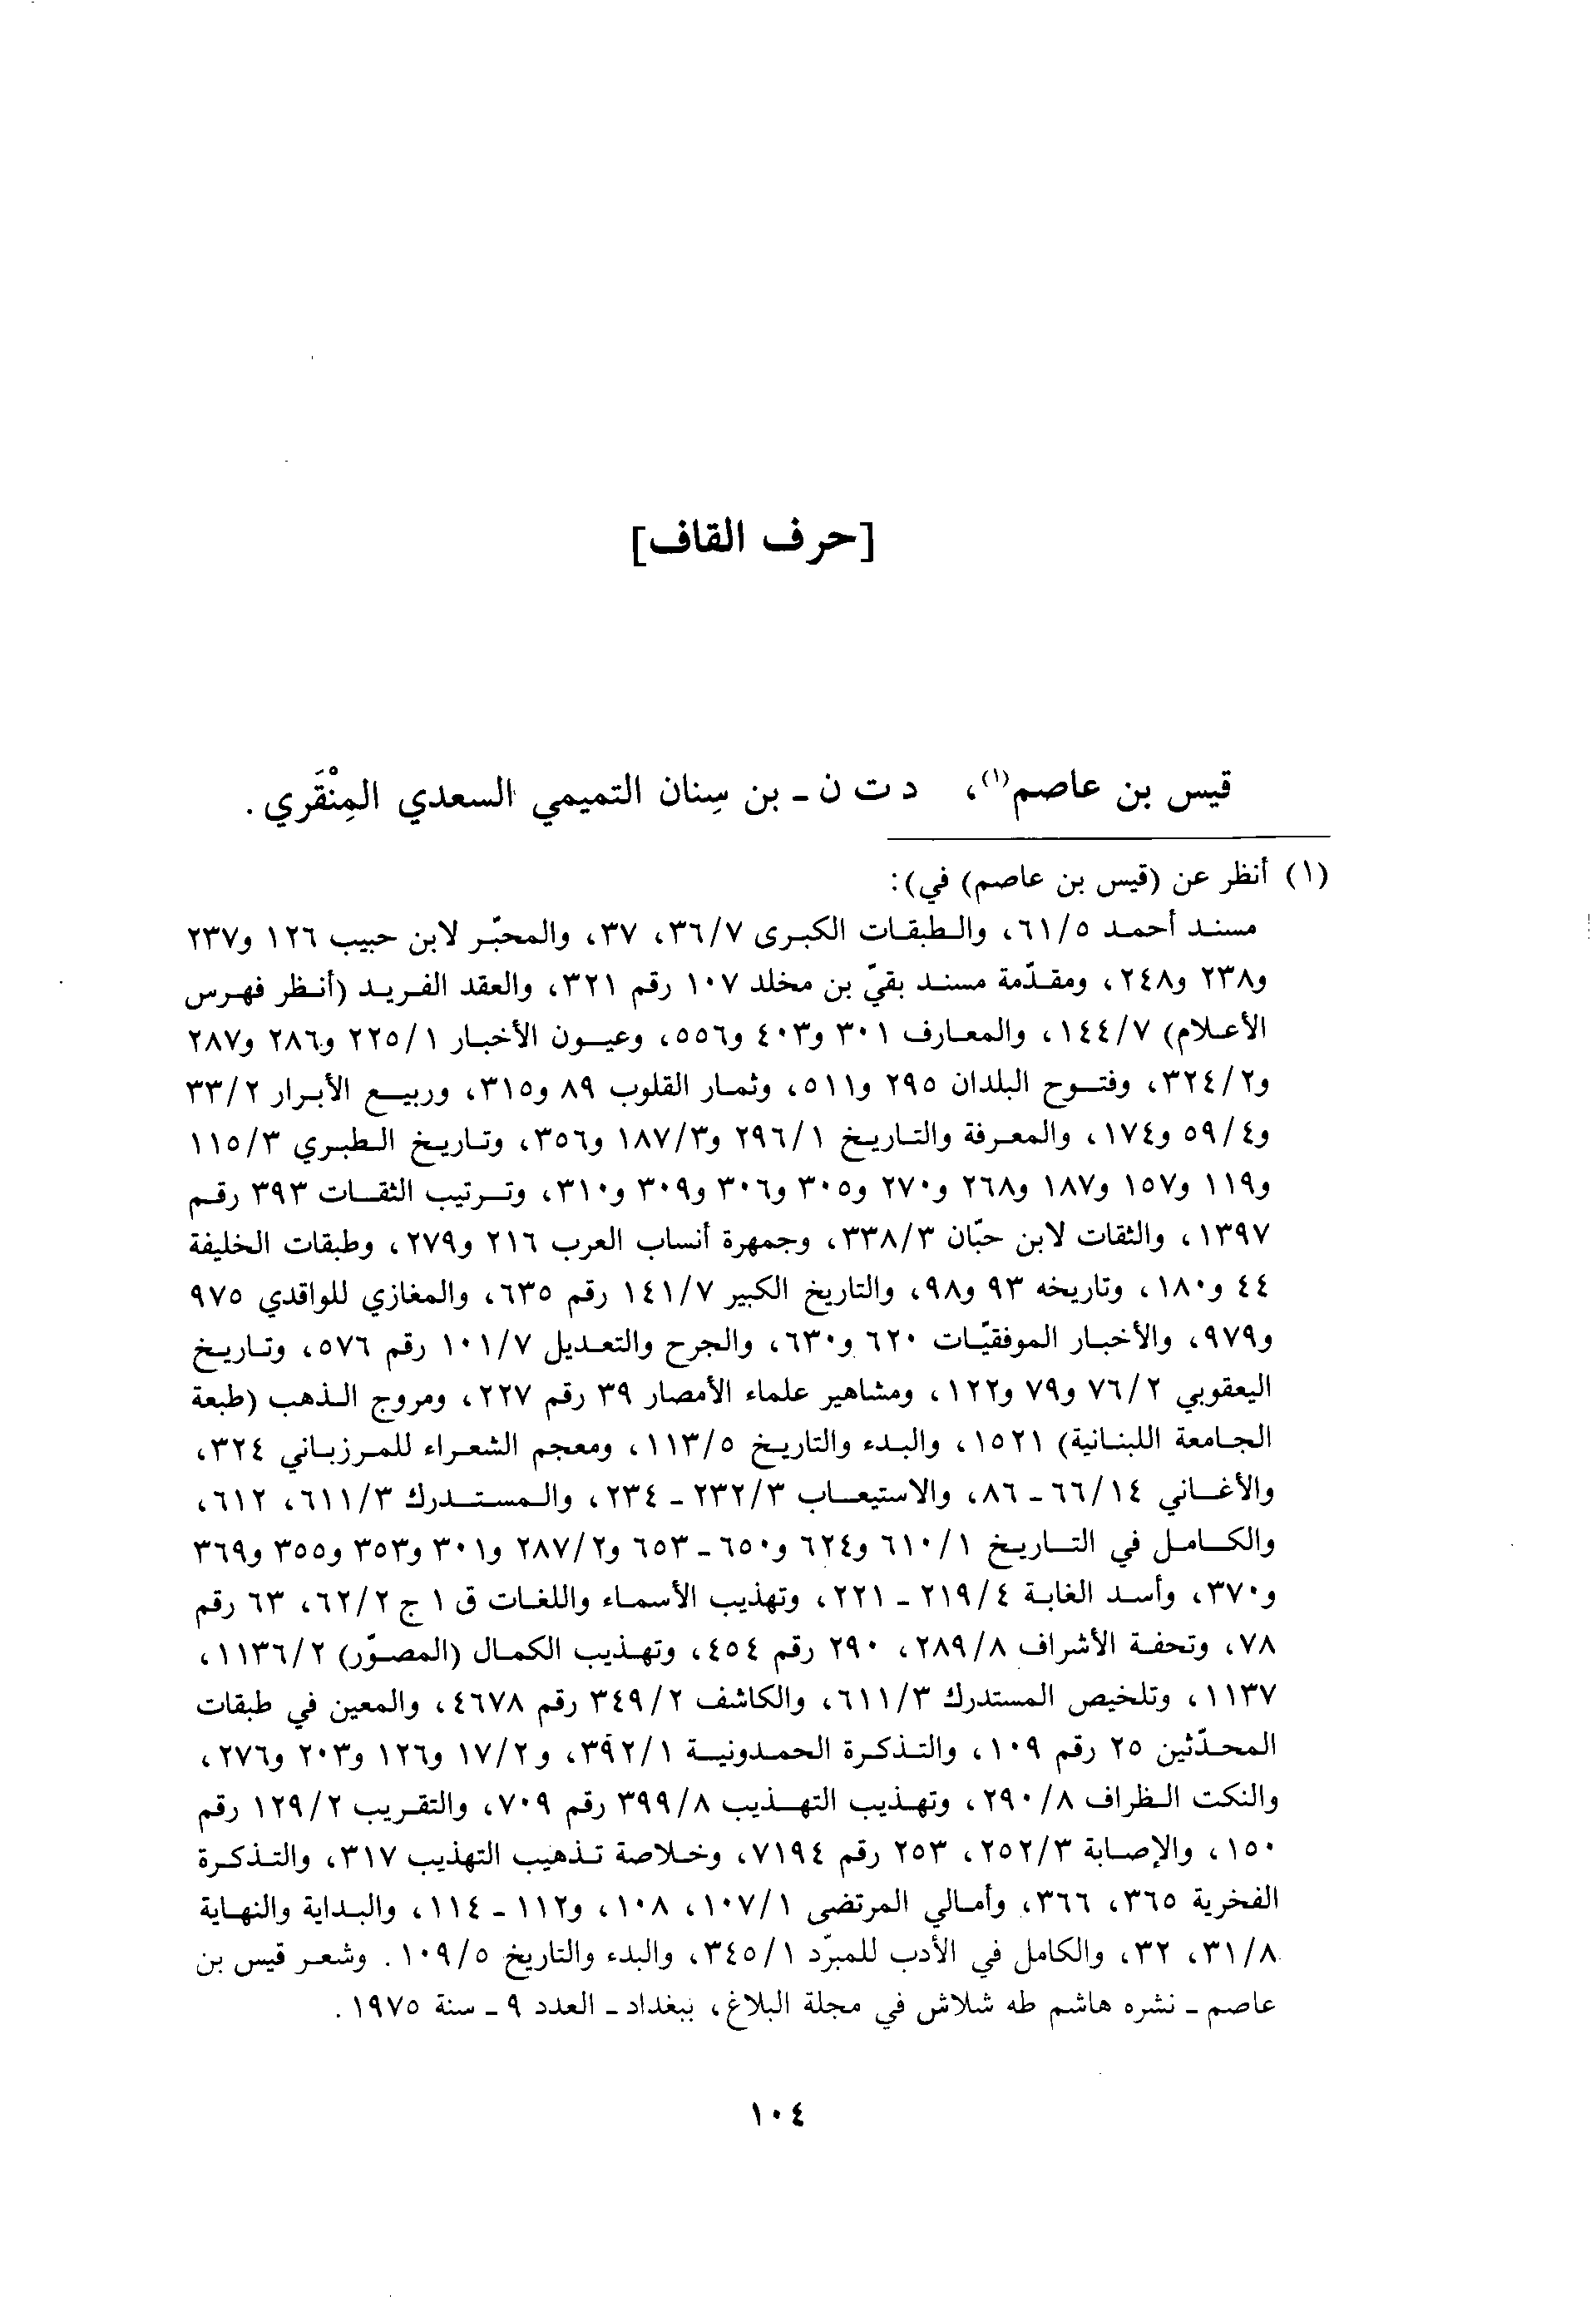 [حرف القاف]
قيس بن عاصم(١)، د ت ن ـ بن سِنان التميمي السعدي المِنْقَري.
(١) أنظر عن (قيس بن عاصم) في):
مسند أحمد ٦١/٥، والطبقات الكبرى ٣٦/٧، ٣٧، والمحبّر لابن حبيب ١٢٦ و٢٣٧
و٢٣٨ و٢٤٨، ومقدّمة مسند بقيّ بن مخلد ١٠٧ رقم ٣٢١، والعقد الفريد (أنظر فهرس
الأعلام) ١٤٤/٧، والمعارف ٣٠١ و٤٠٣ و٥٥٦، وعيون الأخبار ٢٢٥/١ و٢٨٦ و٢٨٧
و٣٢٤/٢، وفتوح البلدان ٢٩٥ و٥١١، وثمار القلوب ٨٩ و٣١٥، وربيع الأبرار ٣٣/٢
و٥٩/٤ و١٧٤، والمعرفة والتاريخ ٢٩٦/١ و١٨٧/٣ و٣٥٦، وتاريخ الطبري ١١٥/٣
و١١٩ و١٥٧ و١٨٧ و٢٦٨ و٢٧٠ و٣٠٥ و٣٠٦ و٣٠٩ و٣١٠، وترتيب الثقات ٣٩٣ رقم
١٣٩٧، والثقات لابن حبّان ٣٣٨/٣، وجمهرة أنساب العرب ٢١٦ و٢٧٩، وطبقات الخليفة
٤٤ و١٨٠، وتاريخه ٩٣ و٩٨، والتاريخ الكبير ١٤١/٧ رقم ٦٣٥، والمغازي للواقدي ٩٧٥
و٩٧٩، والأخبار الموفقيّات ٦٢٠ و٦٣٠، والجرح والتعديل ١٠١/٧ رقم ٥٧٦، وتاريخ
اليعقوبي ٧٦/٢ و٧٩ و١٢٢، ومشاهير علماء الأمصار ٣٩ رقم ٢٢٧، ومروج الذهب (طبعة
الجامعة اللبنانية) ١٥٢١، والبدء والتاريخ ١١٣/٥، ومعجم الشعراء للمرزباني ٣٢٤،
والأغاني ٦٦/١٤ ـ ٨٦، والاستيعاب ٢٣٢/٣ ـ ٢٣٤، والمستدرك ٦١١/٣، ٦١٢،
والكامل في التاريخ ٦١٠/١ و٦٢٤ و٦٥٠ ـ ٦٥٣ و٢٨٧/٢ و٣٠١ و٣٥٣ و٣٥٥ و٣٦٩
و٣٧٠، وأسد الغابة ٢١٩/٤ ـ ٢٢١، وتهذيب الأسماء واللغات ق ١ ج ٦٢/٢، ٦٣ رقم
٧٨، وتحفة الأشراف ٢٨٩/٨، ٢٩٠ رقم ٤٥٤، وتهذيب الكمال (المصوّر) ١١٣٦/٢،
١١٣٧، وتلخيص المستدرك ٦١١/٣، والكاشف ٣٤٩/٢ رقم ٤٦٧٨، والمعين في طبقات
المحدّثين ٢٥ رقم ١٠٩، والتذكرة الحمدونية ٣٩٢/١، و١٧/٢ و١٢٦ و٢٠٣ و٢٧٦،
والنكت الظراف ٢٩٠/٨، وتهذيب التهذيب ٣٩٩/٨ رقم ٧٠٩، والتقريب ١٢٩/٢ رقم
١٥٠، والإصابة ٢٥٢/٣، ٢٥٣ رقم ٧١٩٤، وخلاصة تذهيب التهذيب ٣١٧، والتذكرة
الفخرية ٣٦٥، ٣٦٦، وأمالي المرتضى ١٠٧/١، ١٠٨، و١١٢ ـ ١١٤، والبداية والنهاية
٣١/٨، ٣٢، والكامل في الأدب للمبرّد ٣٤٥/١، والبدء والتاريخ ١٠٩/٥. وشعر قيس بن
عاصم ـ نشره هاشم طه شلاش في مجلة البلاغ، ببغداد ـ العدد ٩ ـ سنة ١٩٧٥.
١٠٤